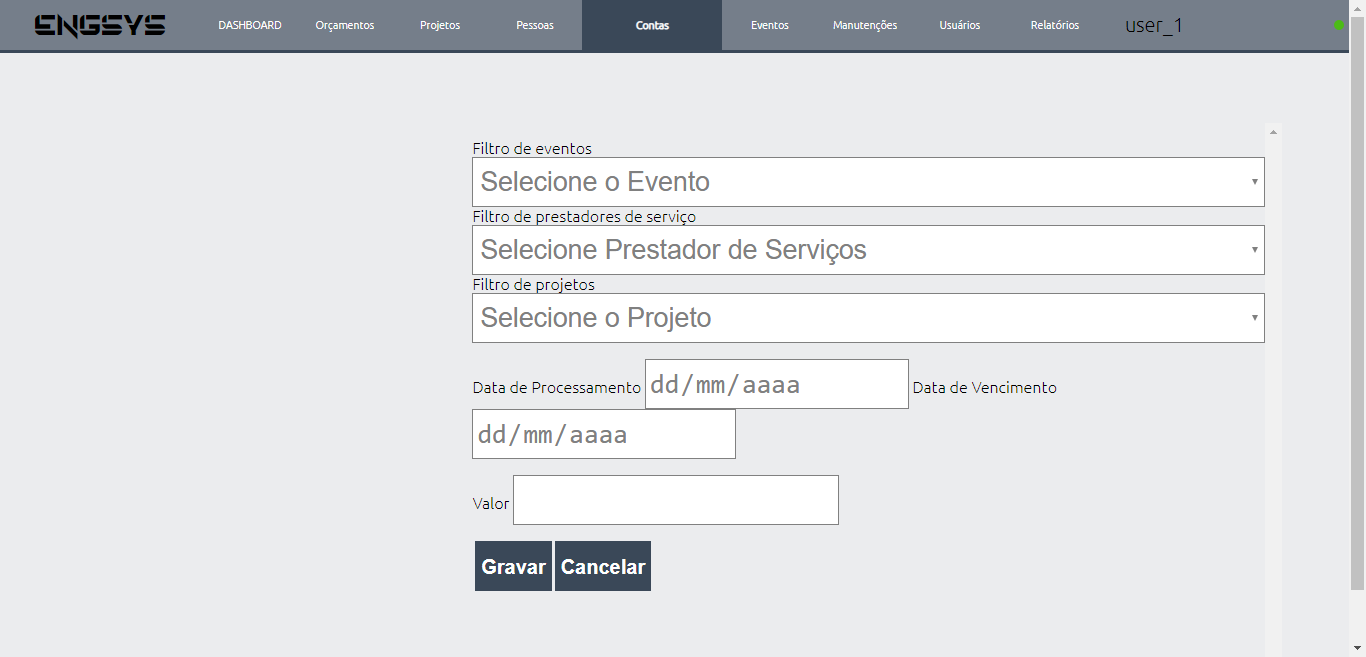 ENGSYS DASHBOARD Orçamentos Projetos Pessoas Contas Eventos Manutenções Usuários Relatórios user_1
Filtro de eventos
Selecione o Evento
Filtro de prestadores de serviço
Selecione Prestador de Serviços
Filtro de projetos
Selecione o Projeto
Data de Processamento dd/mm/aaaa Data de Vencimento
dd/mm/aaaa
Valor
Gravar Cancelar